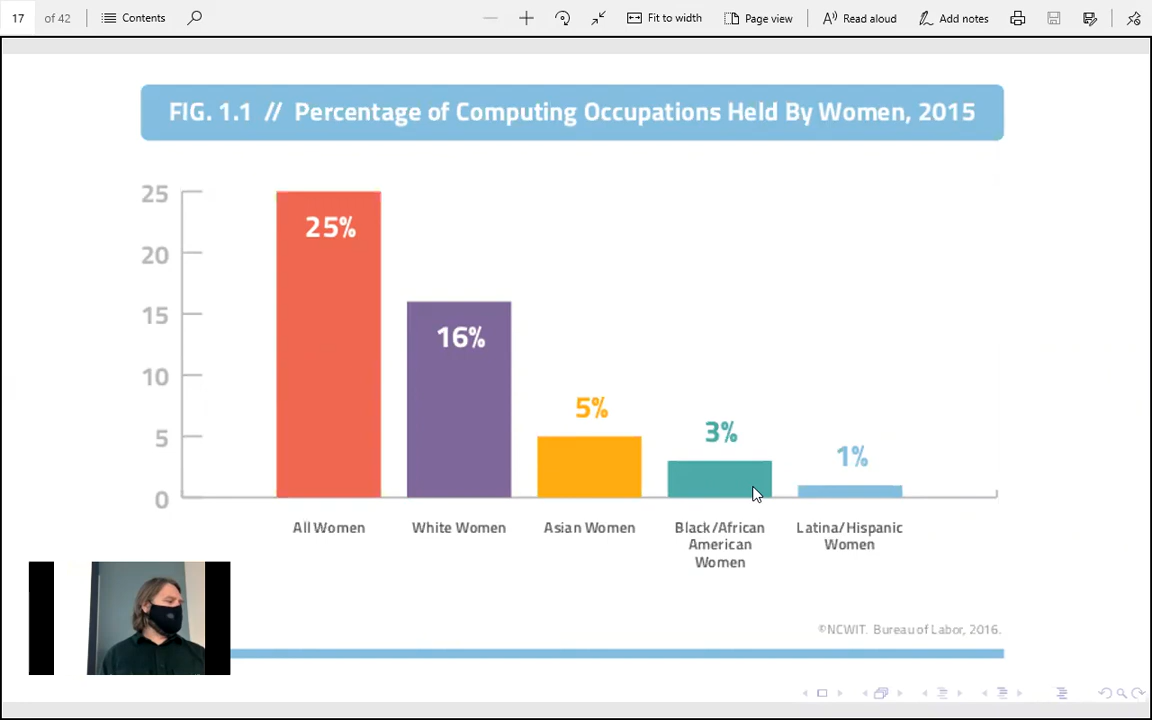 17 of 42 Contents Fit to width Page view Read aloud Add notes
FIG. 1.1 // Percentage of Computing Occupations Held By Women, 2015
25
20
15
10
5
0
25%
16%
5%
3%
1%
All Women
White Women
Asian Women
Black/African
American
Women
Latina/Hispanic
Women
©NCWIT. Bureau of Labor, 2016.